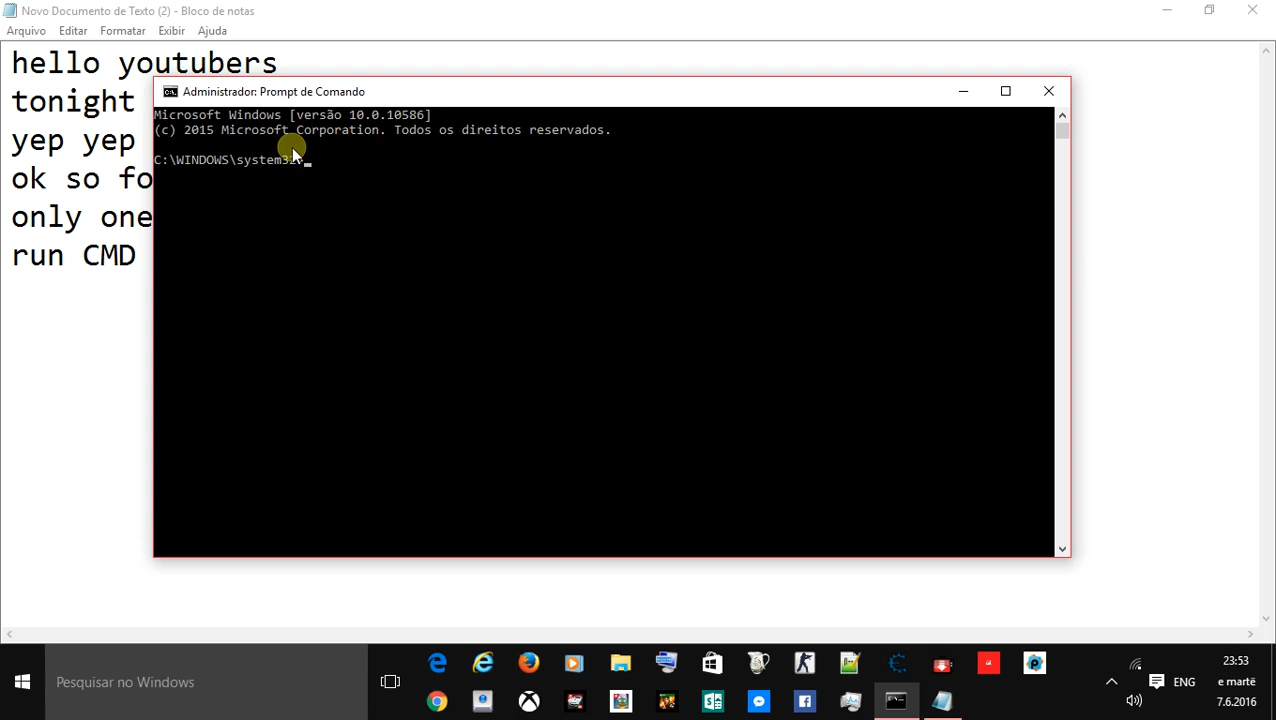 Novo Documento de Texto (2) - Bloco de notas
Arquivo Editar Formatar Exibir Ajuda
hello youtubers
tonight
yep yep
ok so fo
only one
run CMD
Administrador: Prompt de Comando
Microsoft Windows [versão 10.0.10586]
(c) 2015 Microsoft Corporation. Todos os direitos reservados.
C:\WINDOWS\system32>
Pesquisar no Windows
ENG
23:53
e martë
7.6.2016